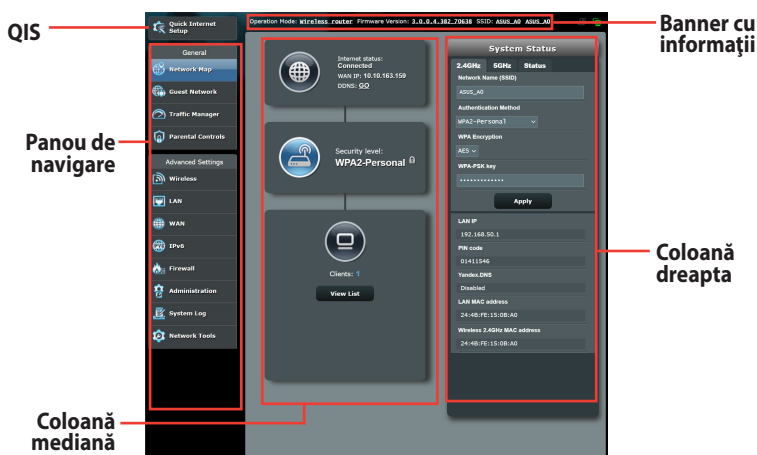 QIS
Panou de
navigare
Coloană
mediană
Banner cu
informaţii
Coloană
dreapta
Quick Internet
Setup
General
Network Map
Guest Network
Traffic Manager
Parental Controls
Advanced Settings
Wireless
LAN
WAN
IPv6
Firewall
Administration
System Log
Network Tools
Operation Mode: Wireless router Firmware Version: 3.0.0.4.382_70638 SSID: ASUS_A0 ASUS_A0
Internet status:
Connected
WAN IP: 10.10.163.159
DDNS: GO
Security level:
WPA2-Personal
Clients: 1
View List
System Status
2.4GHz 5GHz Status
Network Name (SSID)
ASUS_A0
Authentication Method
WPA2-Personal
WPA Encryption
AES
WPA-PSK key
•••••••••••••
Apply
LAN IP
192.168.50.1
PIN code
01411546
Yandex.DNS
Disabled
LAN MAC address
24:4B:FE:15:0B:A0
Wireless 2.4GHz MAC address
24:4B:FE:15:0B:A0